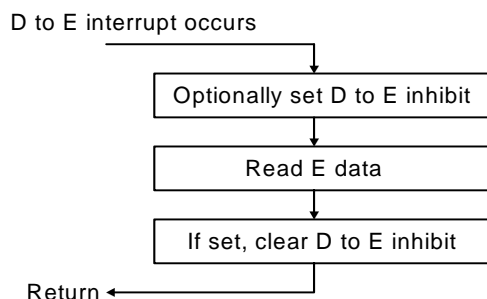 D to E interrupt occurs
Optionally set D to E inhibit
Read E data
If set, clear D to E inhibit
Return